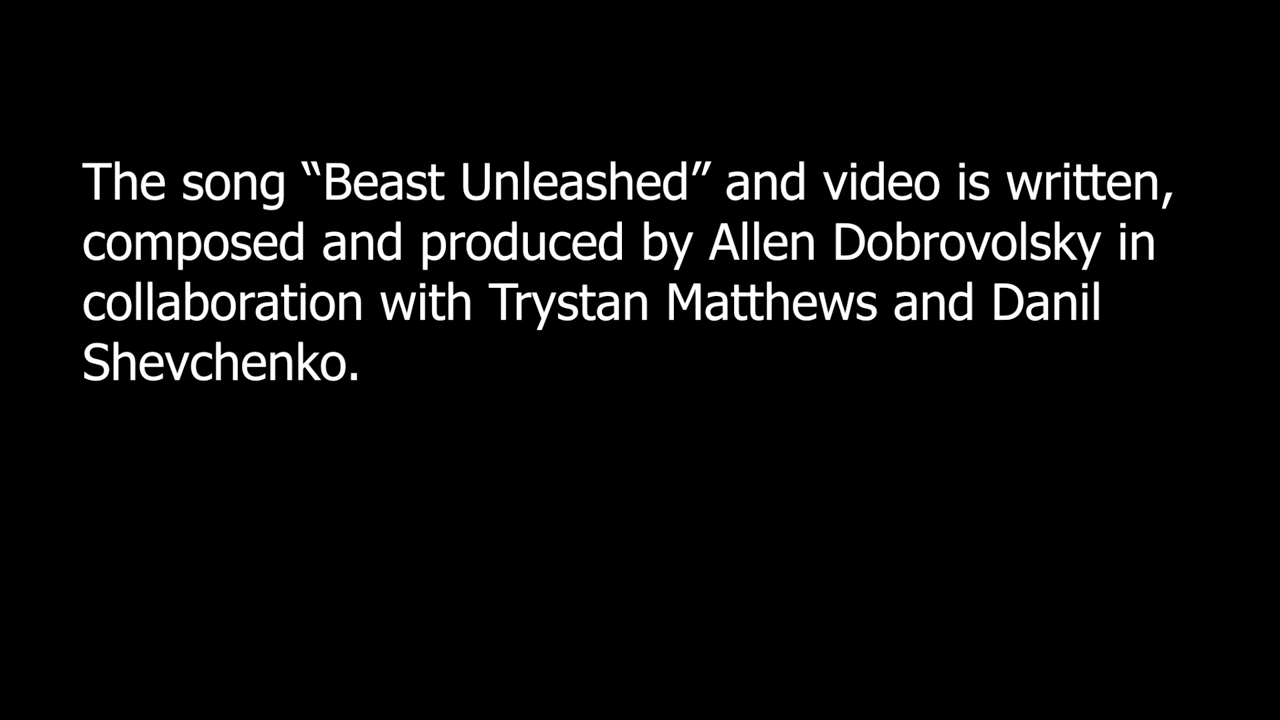 The song “Beast Unleashed” and video is written,
composed and produced by Allen Dobrovolsky in
collaboration with Trystan Matthews and Danil
Shevchenko.